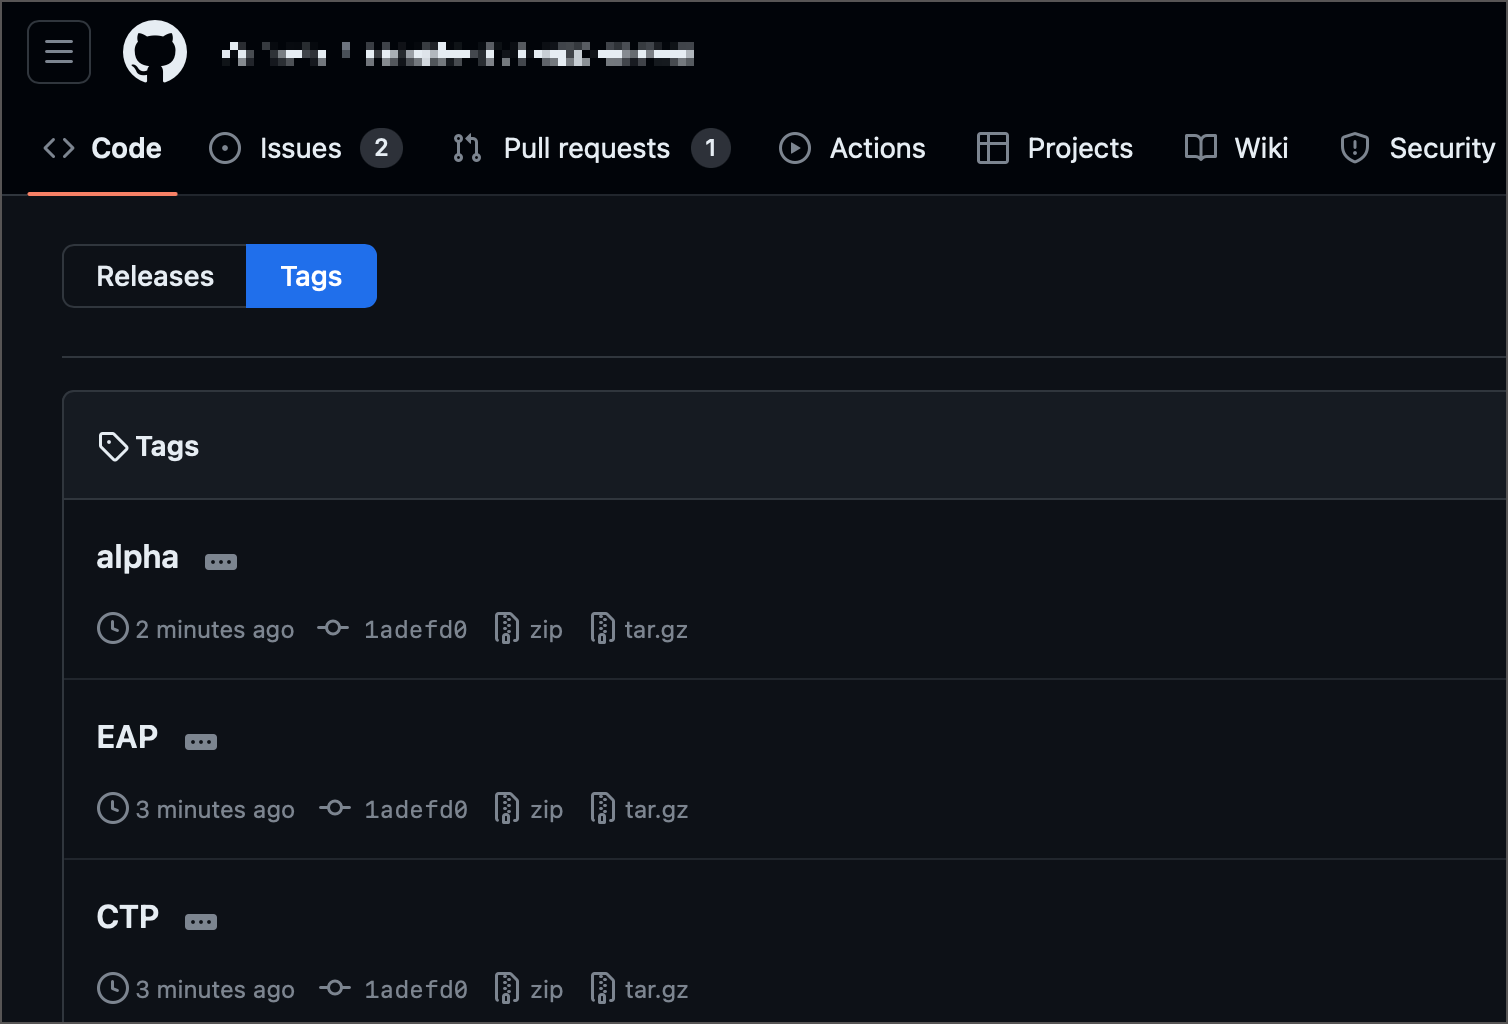 Code Issues 2 Pull requests 1 Actions Projects Wiki Security
Releases Tags
Tags
alpha
2 minutes ago 1adefd0 zip tar.gz
EAP
3 minutes ago 1adefd0 zip tar.gz
CTP
3 minutes ago 1adefd0 zip tar.gz